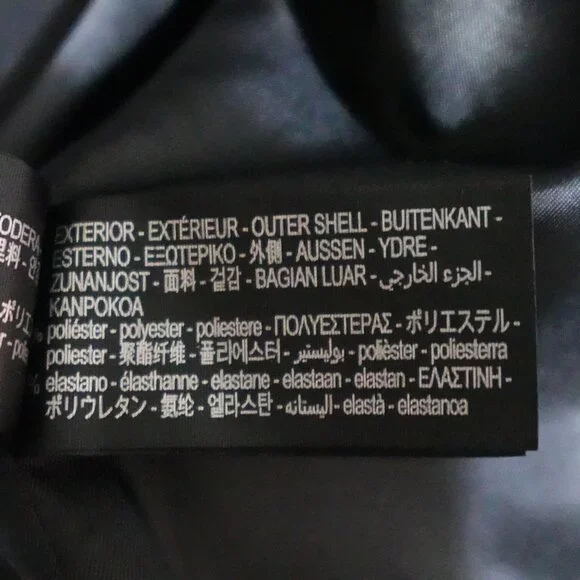 EXTERIOR - EXTÉRIEUR - OUTER SHELL - BUITENKANT -
ESTERNO - ΕΞΩΤΕΡΙΚΟ - 外側 - AUSSEN - YDRE -
ZUNANJOST - 面料 - 겉감 - BAGIAN LUAR - الجزء الخارجي -
KANPOKOA
% poliéster - polyester - poliestere - ΠΟΛΥΕΣΤΕΡΑΣ - ポリエステル -
poliester - 聚酯纤维 - 폴리에스터 - بوليستير - polièster - poliesterra
% elastano - élasthanne - elastane - elastaan - elastan - ΕΛΑΣΤΙΝΗ -
ポリウレタン - 氨纶 - 엘라스탄 - اليستانه - elastà - elastanoa